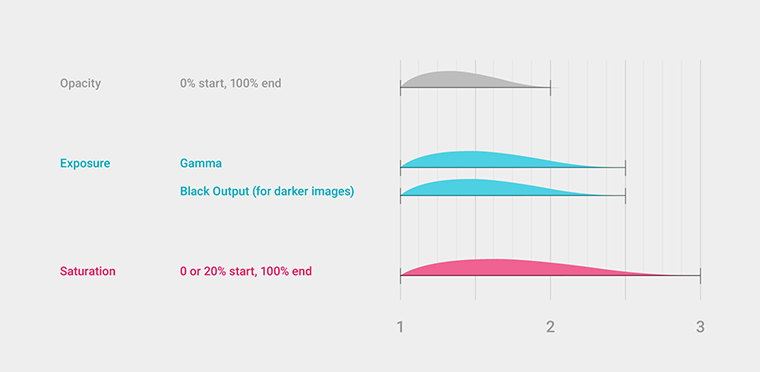 Opacity 0% start, 100% end
Exposure Gamma
Black Output (for darker images)
Saturation 0 or 20% start, 100% end
1 2 3